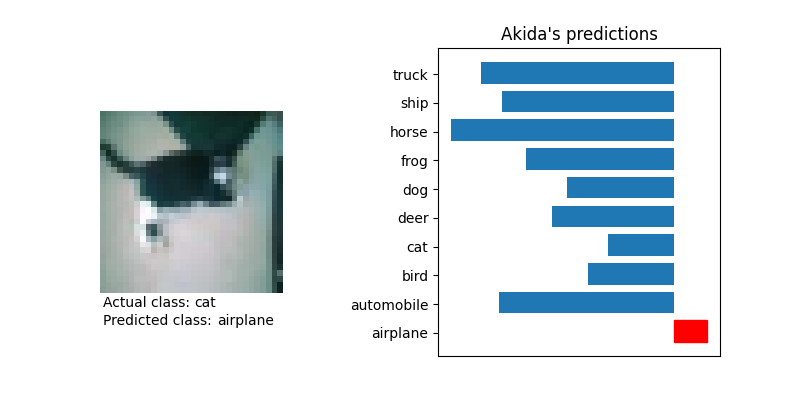 Akida's predictions
truck
ship
horse
frog
dog
deer
cat
bird
automobile
airplane
Actual class: cat
Predicted class: airplane